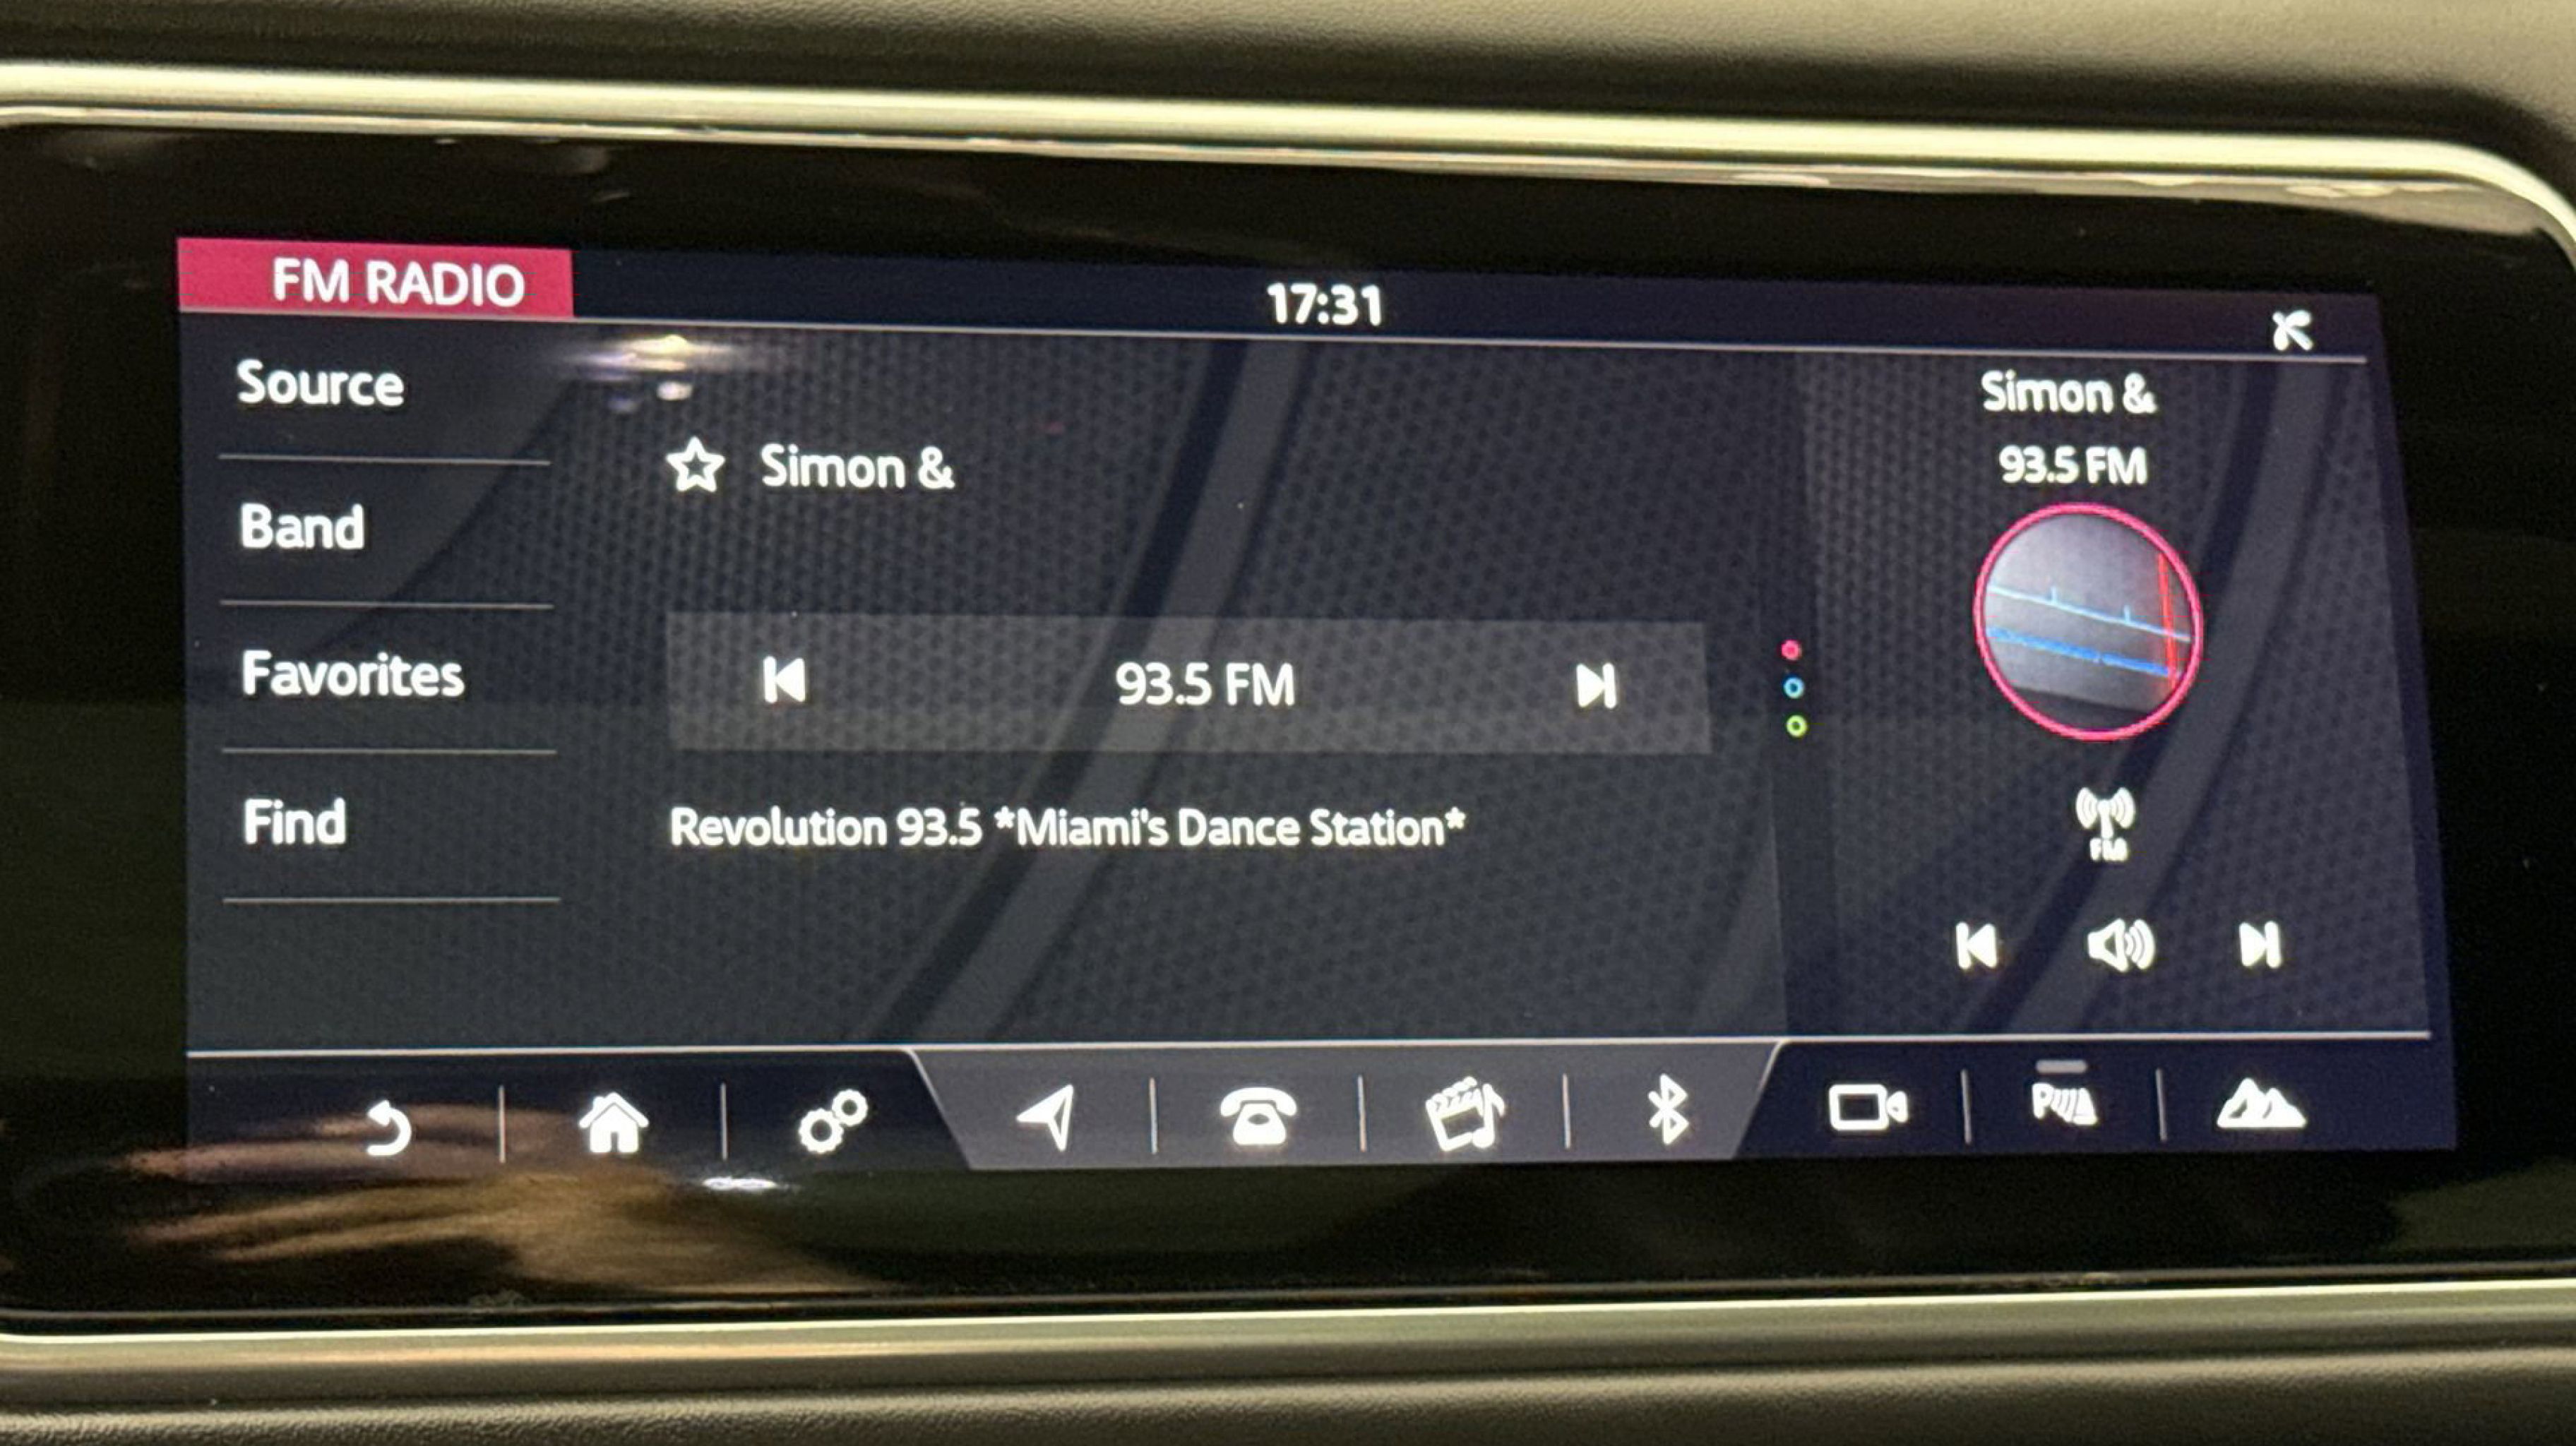 FM RADIO
17:31
Source
Band
Favorites
Find
Simon &
93.5 FM
Revolution 93.5 *Miami's Dance Station*
Simon &
93.5 FM
FM
P